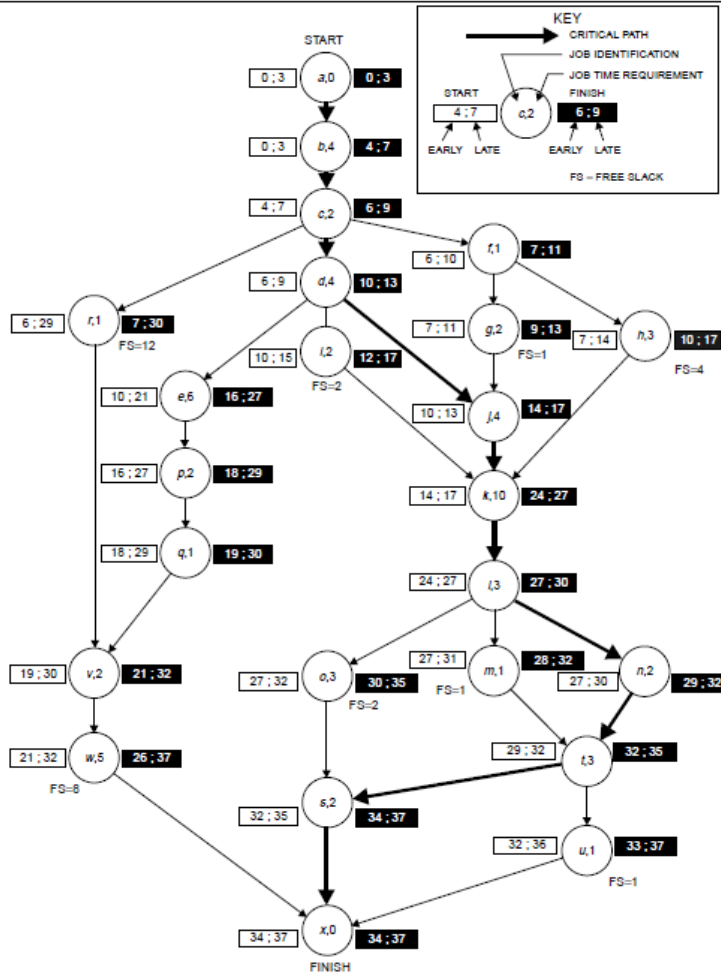 KEY
CRITICAL PATH
JOB IDENTIFICATION
JOB TIME REQUIREMENT
START
FINISH
4 ; 7
c,2
6 ; 9
EARLY LATE
EARLY LATE
FS – FREE SLACK
START
0 ; 3
a,0
0 ; 3
0 ; 3
b,4
4 ; 7
4 ; 7
c,2
6 ; 9
6 ; 10
f,1
7 ; 11
6 ; 9
d,4
10 ; 13
6 ; 29
r,1
7 ; 30
FS=12
7 ; 11
g,2
9 ; 13
FS=1
7 ; 14
h,3
10 ; 17
FS=4
10 ; 15
i,2
12 ; 17
FS=2
10 ; 21
e,6
16 ; 27
10 ; 13
j,4
14 ; 17
16 ; 27
p,2
18 ; 29
14 ; 17
k,10
24 ; 27
18 ; 29
q,1
19 ; 30
24 ; 27
l,3
27 ; 30
19 ; 30
v,2
21 ; 32
27 ; 32
o,3
30 ; 35
FS=2
27 ; 31
m,1
28 ; 32
FS=1
27 ; 30
n,2
29 ; 32
21 ; 32
w,5
26 ; 37
FS=8
29 ; 32
t,3
32 ; 35
32 ; 35
s,2
34 ; 37
32 ; 36
u,1
33 ; 37
FS=1
34 ; 37
x,0
34 ; 37
FINISH